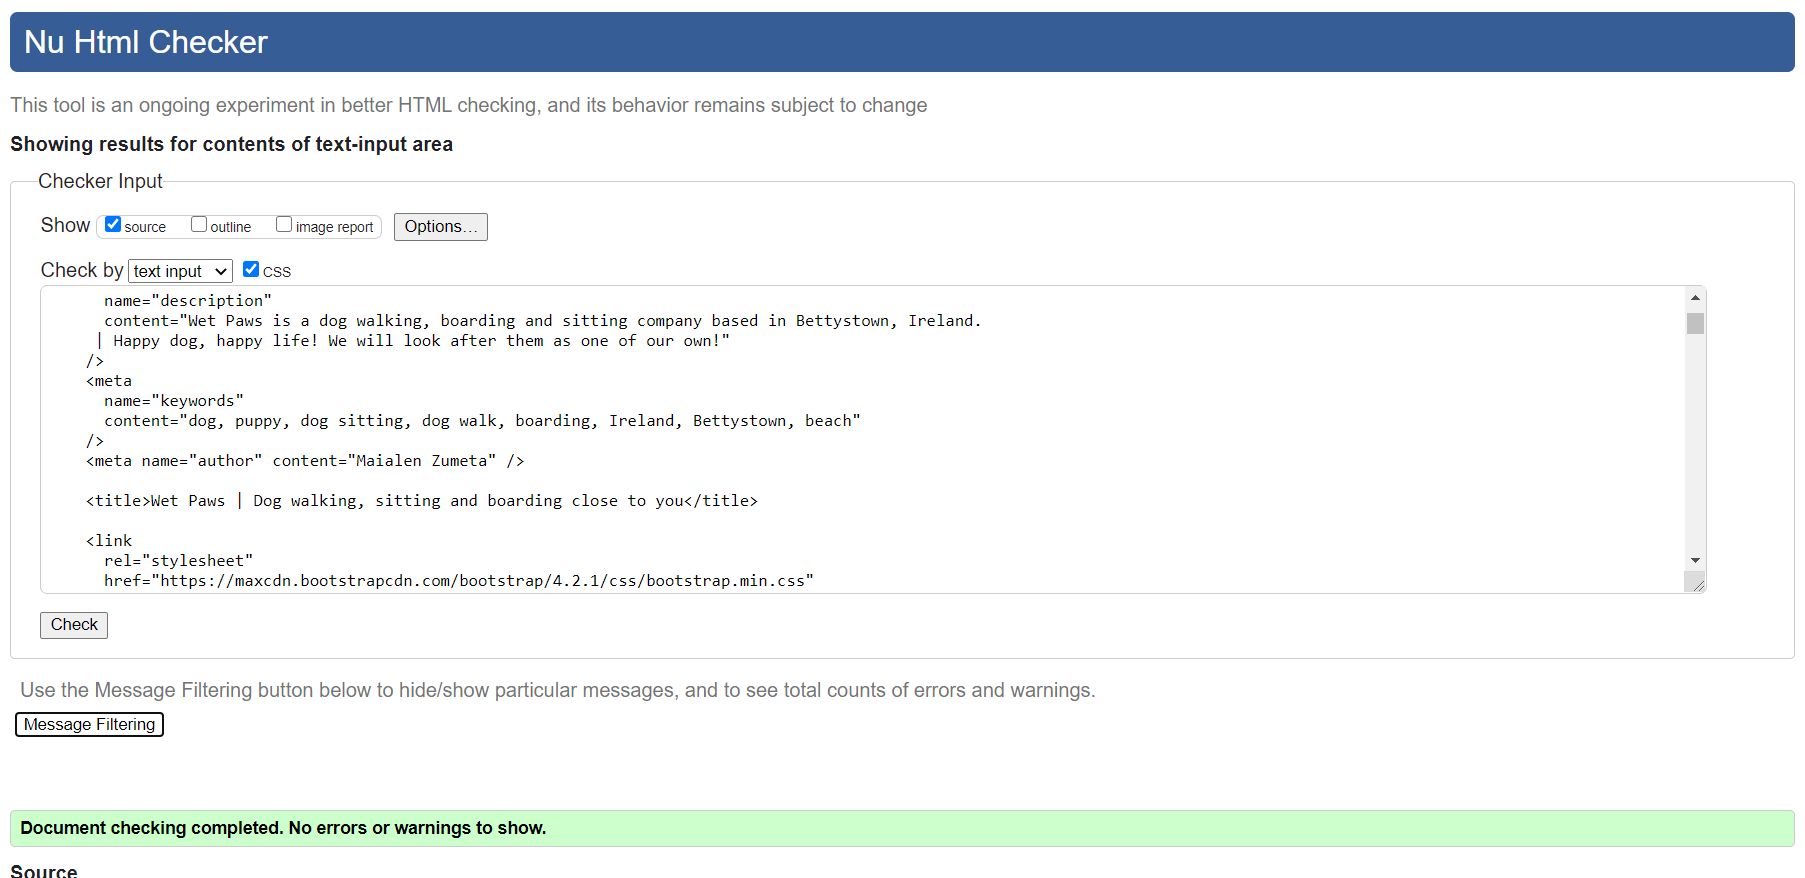 Nu Html Checker
This tool is an ongoing experiment in better HTML checking, and its behavior remains subject to change
Showing results for contents of text-input area
Checker Input
Show source outline image report Options...
Check by text input CSS
name="description"
content="Wet Paws is a dog walking, boarding and sitting company based in Bettystown, Ireland.
| Happy dog, happy life! We will look after them as one of our own!"
/>
<meta
name="keywords"
content="dog, puppy, dog sitting, dog walk, boarding, Ireland, Bettystown, beach"
/>
<meta name="author" content="Maialen Zumeta" />
<title>Wet Paws | Dog walking, sitting and boarding close to you</title>
<link
rel="stylesheet"
href="https://maxcdn.bootstrapcdn.com/bootstrap/4.2.1/css/bootstrap.min.css"
Check
Use the Message Filtering button below to hide/show particular messages, and to see total counts of errors and warnings.
Message Filtering
Document checking completed. No errors or warnings to show.
Source